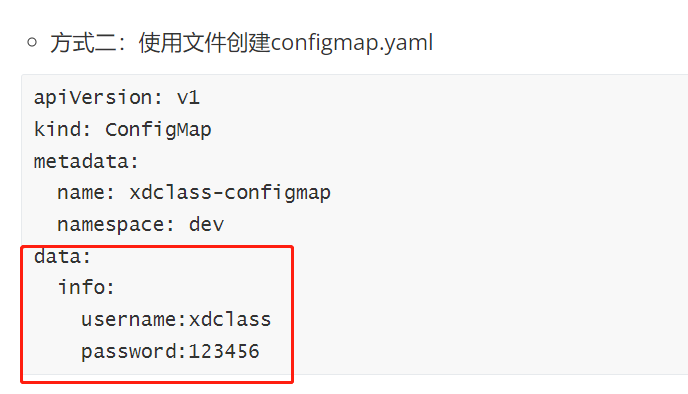 方式二：使用文件创建configmap.yaml
apiVersion: v1
kind: ConfigMap
metadata:
  name: xdclass-configmap
  namespace: dev
data:
  info:
    username:xdclass
    password:123456